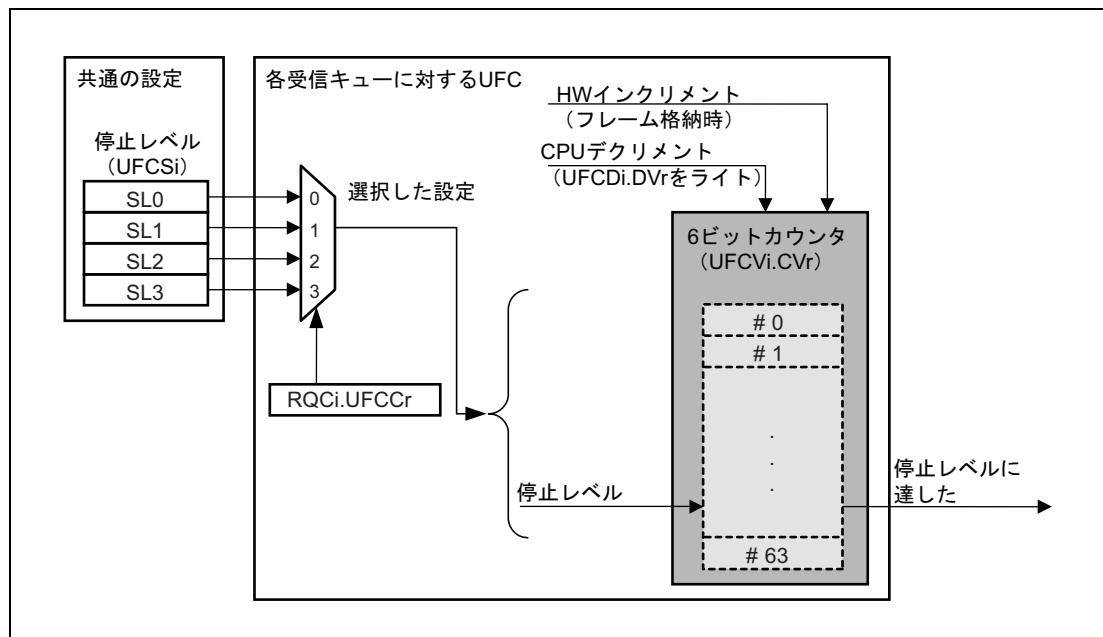 共通の設定
停止レベル
（UFCSi）
SL0
SL1
SL2
SL3
各受信キューに対するUFC
0
1
2
3
選択した設定
RQCi.UFCCr
HWインクリメント
（フレーム格納時）
CPUデクリメント
（UFCDi.DVrをライト）
6ビットカウンタ
（UFCVi.CVr）
# 0
# 1
.
.
.
# 63
停止レベル
停止レベルに
達した